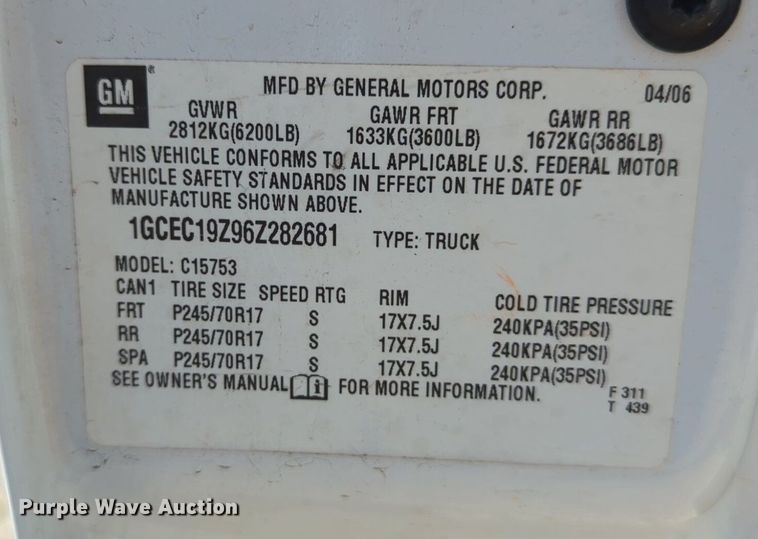 GM
®
MFD BY GENERAL MOTORS CORP. 04/06
GVWR GAWR FRT GAWR RR
2812KG(6200LB) 1633KG(3600LB) 1672KG(3686LB)
THIS VEHICLE CONFORMS TO ALL APPLICABLE U.S. FEDERAL MOTOR
VEHICLE SAFETY STANDARDS IN EFFECT ON THE DATE OF
MANUFACTURE SHOWN ABOVE.
1GCEC19Z96Z282681 TYPE: TRUCK
MODEL: C15753
CAN1 TIRE SIZE SPEED RTG RIM COLD TIRE PRESSURE
FRT P245/70R17 S 17X7.5J 240KPA(35PSI)
RR P245/70R17 S 17X7.5J 240KPA(35PSI)
SPA P245/70R17 S 17X7.5J 240KPA(35PSI)
SEE OWNER'S MANUAL i FOR MORE INFORMATION.
F 311
T 439
Purple Wave Auction